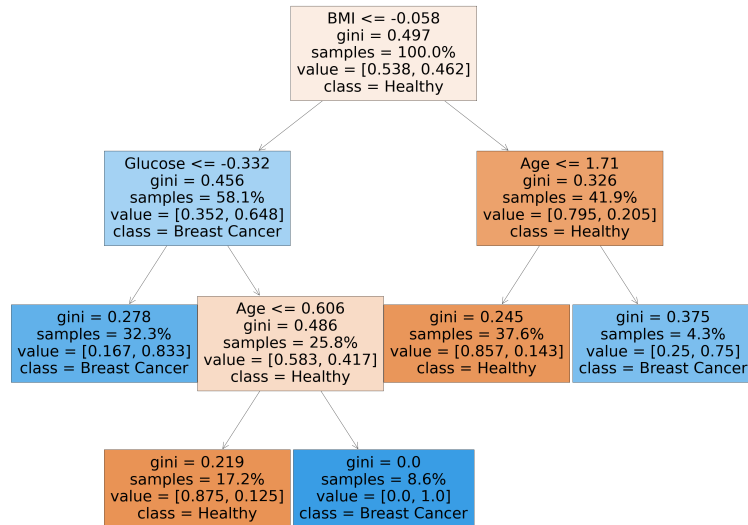 BMI <= -0.058
gini = 0.497
samples = 100.0%
value = [0.538, 0.462]
class = Healthy
Glucose <= -0.332
gini = 0.456
samples = 58.1%
value = [0.352, 0.648]
class = Breast Cancer
Age <= 1.71
gini = 0.326
samples = 41.9%
value = [0.795, 0.205]
class = Healthy
gini = 0.278
samples = 32.3%
value = [0.167, 0.833]
class = Breast Cancer
Age <= 0.606
gini = 0.486
samples = 25.8%
value = [0.583, 0.417]
class = Healthy
gini = 0.245
samples = 37.6%
value = [0.857, 0.143]
class = Healthy
gini = 0.375
samples = 4.3%
value = [0.25, 0.75]
class = Breast Cancer
gini = 0.219
samples = 17.2%
value = [0.875, 0.125]
class = Healthy
gini = 0.0
samples = 8.6%
value = [0.0, 1.0]
class = Breast Cancer